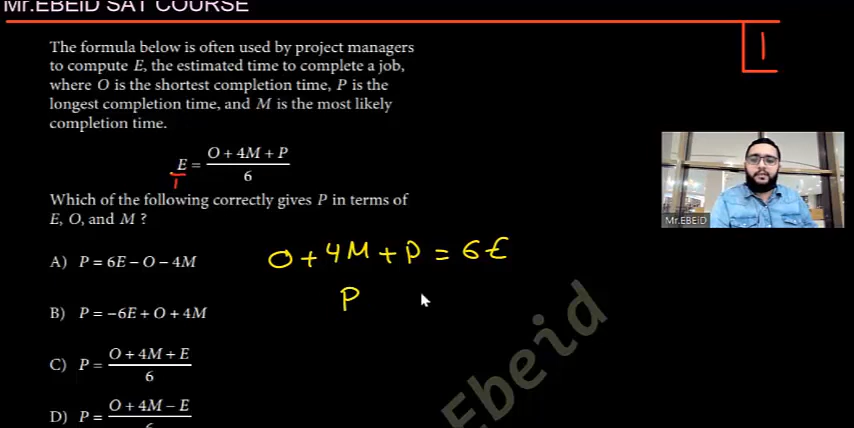 Mr.EBEID SAT COURSE
1
The formula below is often used by project managers
to compute E, the estimated time to complete a job,
where O is the shortest completion time, P is the
longest completion time, and M is the most likely
completion time.
E = O + 4M + P
6
1
Which of the following correctly gives P in terms of
E, O, and M ?
Mr.EBEID
O + 4M + P = 6E
A) P = 6E − O − 4M
P
B) P = −6E + O + 4M
C) P = O + 4M + E
6
D) P = O + 4M − E
6
Ebeid